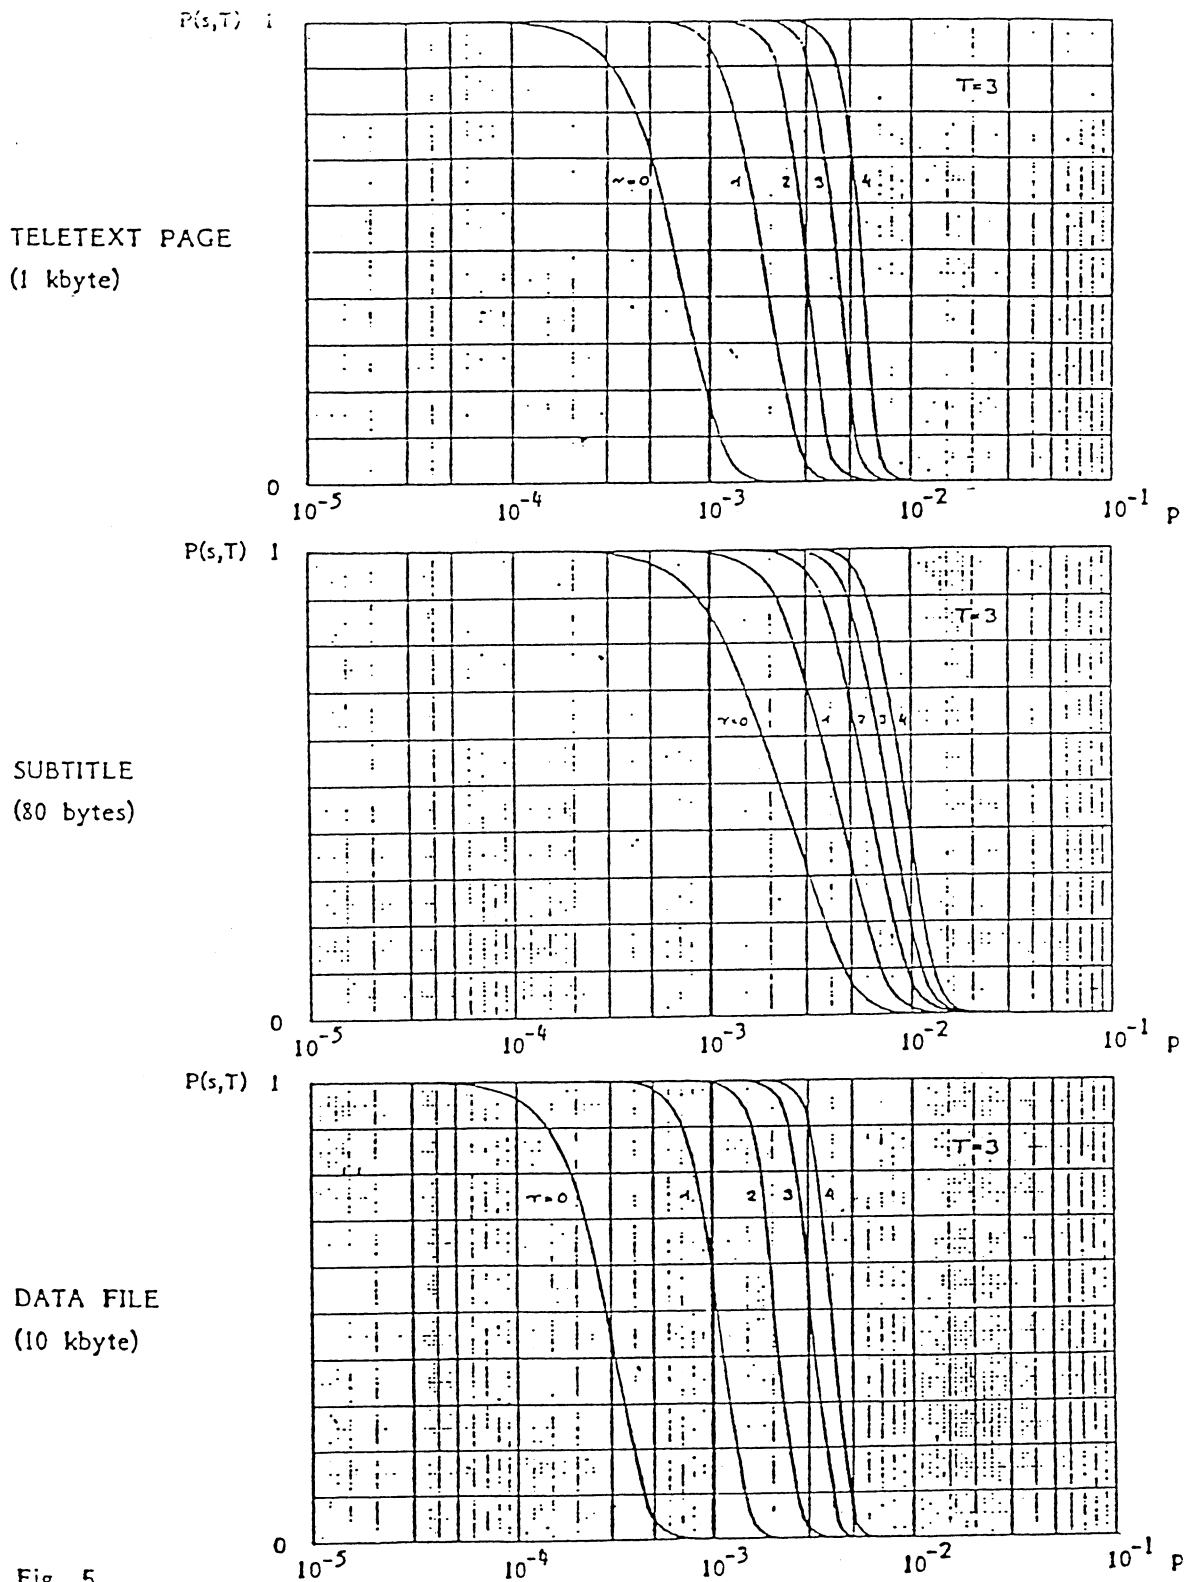 P(s,T) 1
T=3
r=0 1 2 3 4
TELETEXT PAGE
(1 kbyte)
0
10⁻⁵ 10⁻⁴ 10⁻³ 10⁻² 10⁻¹ p
P(s,T) 1
T=3
r=0 1 2 3 4
SUBTITLE
(80 bytes)
0
10⁻⁵ 10⁻⁴ 10⁻³ 10⁻² 10⁻¹ p
P(s,T) 1
T=3
r=0 1 2 3 4
DATA FILE
(10 kbyte)
0
10⁻⁵ 10⁻⁴ 10⁻³ 10⁻² 10⁻¹ p
Fig. 5